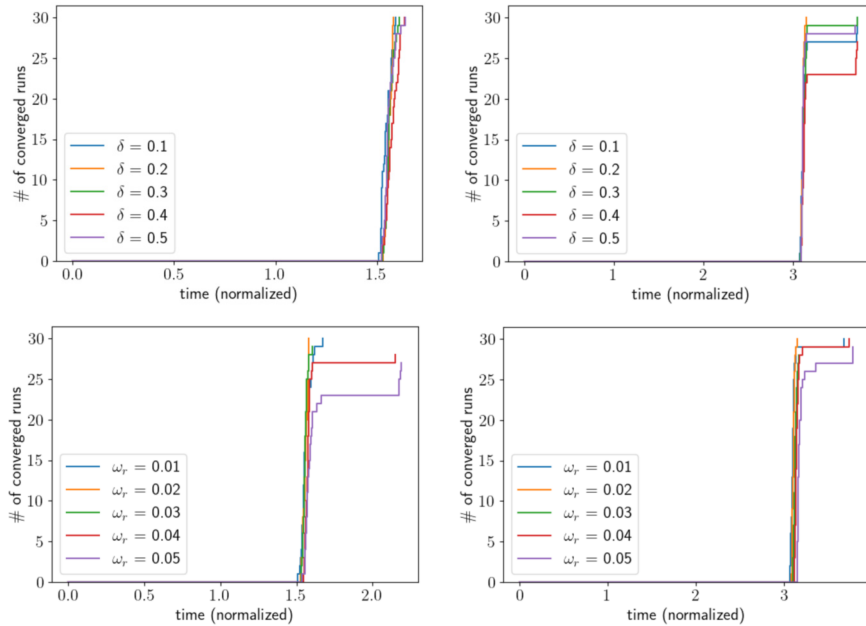 30
25
20
15
10
5
0
# of converged runs
δ = 0.1
δ = 0.2
δ = 0.3
δ = 0.4
δ = 0.5
0.0 0.5 1.0 1.5
time (normalized)
30
25
20
15
10
5
0
# of converged runs
δ = 0.1
δ = 0.2
δ = 0.3
δ = 0.4
δ = 0.5
0 1 2 3
time (normalized)
30
25
20
15
10
5
0
# of converged runs
ω_r = 0.01
ω_r = 0.02
ω_r = 0.03
ω_r = 0.04
ω_r = 0.05
0.0 0.5 1.0 1.5 2.0
time (normalized)
30
25
20
15
10
5
0
# of converged runs
ω_r = 0.01
ω_r = 0.02
ω_r = 0.03
ω_r = 0.04
ω_r = 0.05
0 1 2 3
time (normalized)